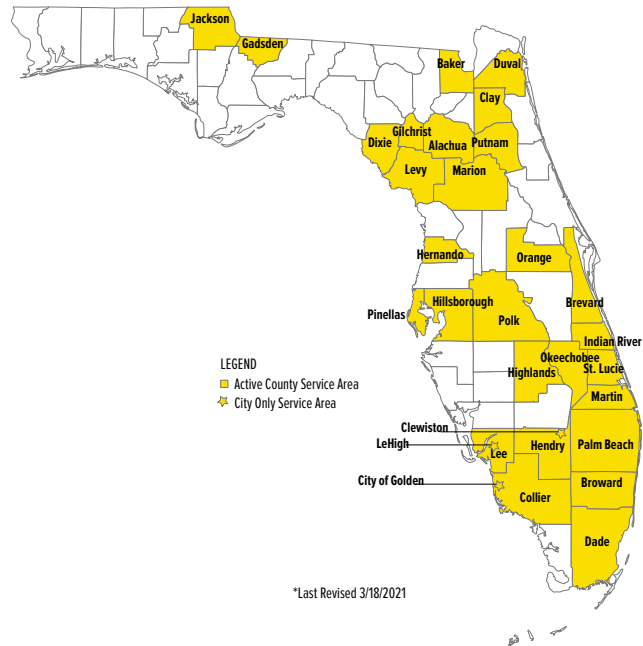 Jackson
Gadsden
Baker
Duval
Clay
Gilchrist
Dixie
Alachua
Putnam
Levy
Marion
Hernando
Orange
Pinellas
Hillsborough
Polk
Brevard
Indian River
Okeechobee
St. Lucie
Highlands
Martin
LEGEND
Active County Service Area
City Only Service Area
Clewiston
LeHigh
Lee
Hendry
Palm Beach
City of Golden
Collier
Broward
Dade
*Last Revised 3/18/2021